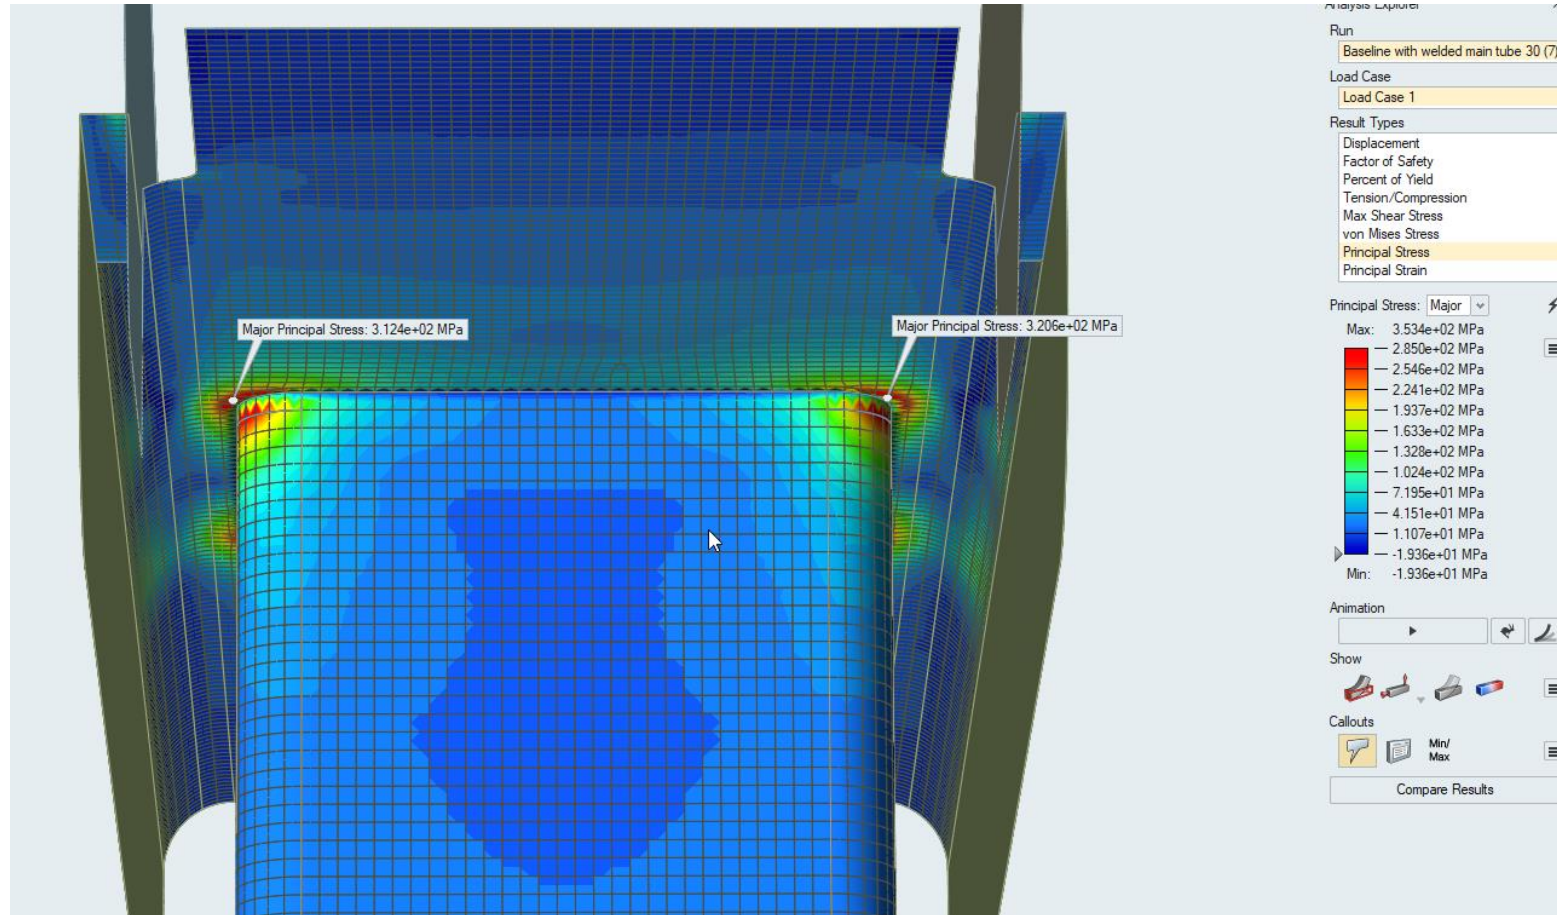 Analysis Explorer
Run
Baseline with welded main tube 30 (7)
Load Case
Load Case 1
Result Types
Displacement
Factor of Safety
Percent of Yield
Tension/Compression
Max Shear Stress
von Mises Stress
Principal Stress
Principal Strain
Principal Stress: Major
Max: 3.534e+02 MPa
2.850e+02 MPa
2.546e+02 MPa
2.241e+02 MPa
1.937e+02 MPa
1.633e+02 MPa
1.328e+02 MPa
1.024e+02 MPa
7.195e+01 MPa
4.151e+01 MPa
1.107e+01 MPa
-1.936e+01 MPa
Min: -1.936e+01 MPa
Animation
Show
Callouts
Min/
Max
Compare Results
Major Principal Stress: 3.124e+02 MPa
Major Principal Stress: 3.206e+02 MPa